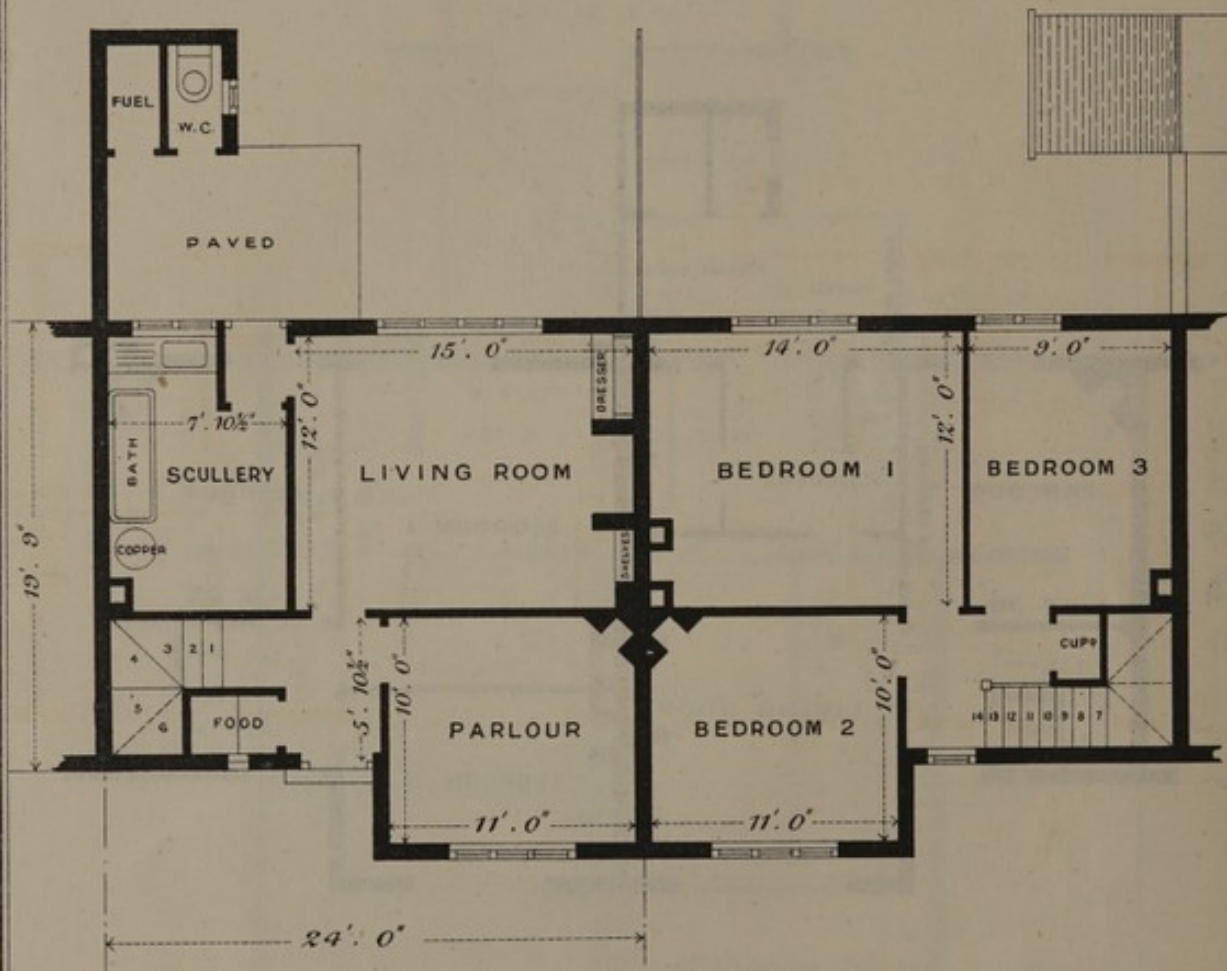 FUEL
W.C.
PAVED
15'. 0"
14'. 0"
9'. 0"
DRESSER
7'. 10½"
12'. 0"
12'. 0"
BATH
SCULLERY
LIVING ROOM
BEDROOM 1
BEDROOM 3
COPPER
SHELVES
19'. 9"
1
2
3
4
5
6
FOOD
5'. 10½"
10'. 0"
PARLOUR
11'. 0"
BEDROOM 2
10'. 0"
11'. 0"
CUPD
14 13 12 11 10 9 8 7
24'. 0"